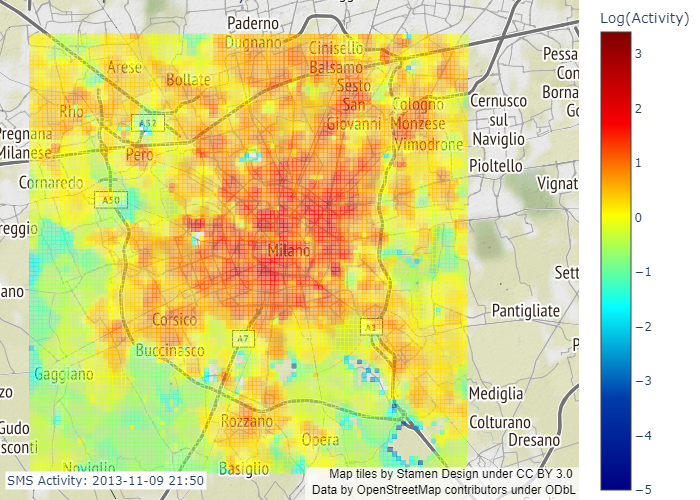 Log(Activity)
Paderno
Dugnano
Cinisello
Balsamo
Arese
Bollate
Sesto
San
Giovanni
Cologno
Monzese
Vimodrone
Cernusco
sul
Naviglio
Pessa
Con
Borna
Go
Rho
A52
Pero
Pregnana
Milanese
Cornaredo
A50
Pioltello
Vignat
reggio
Milano
Sett
ano
Pantigliate
Corsico
A7
A1
P
Buccinasco
Gaggiano
zo
Mediglia
Gudo
sconti
Rozzano
Opera
Colturano
Dresano
Noviglio
Basiglio
3
2
1
0
−1
−2
−3
−4
−5
SMS Activity: 2013-11-09 21:50
Map tiles by Stamen Design under CC BY 3.0
Data by OpenStreetMap contributors under ODbL